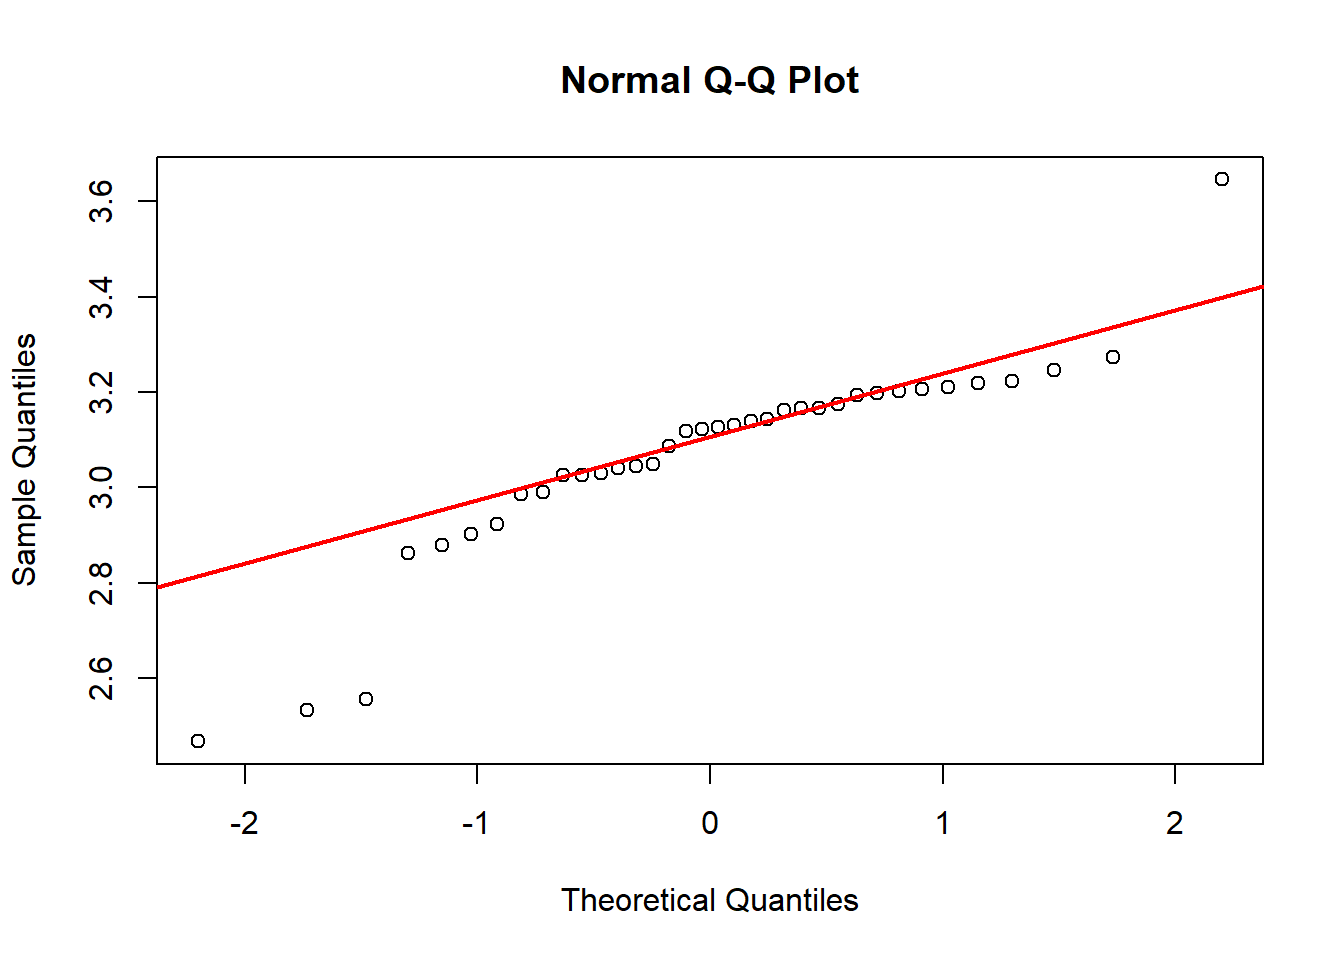 Normal Q-Q Plot
Sample Quantiles
3.6
3.4
3.2
3.0
2.8
2.6
-2 -1 0 1 2
Theoretical Quantiles